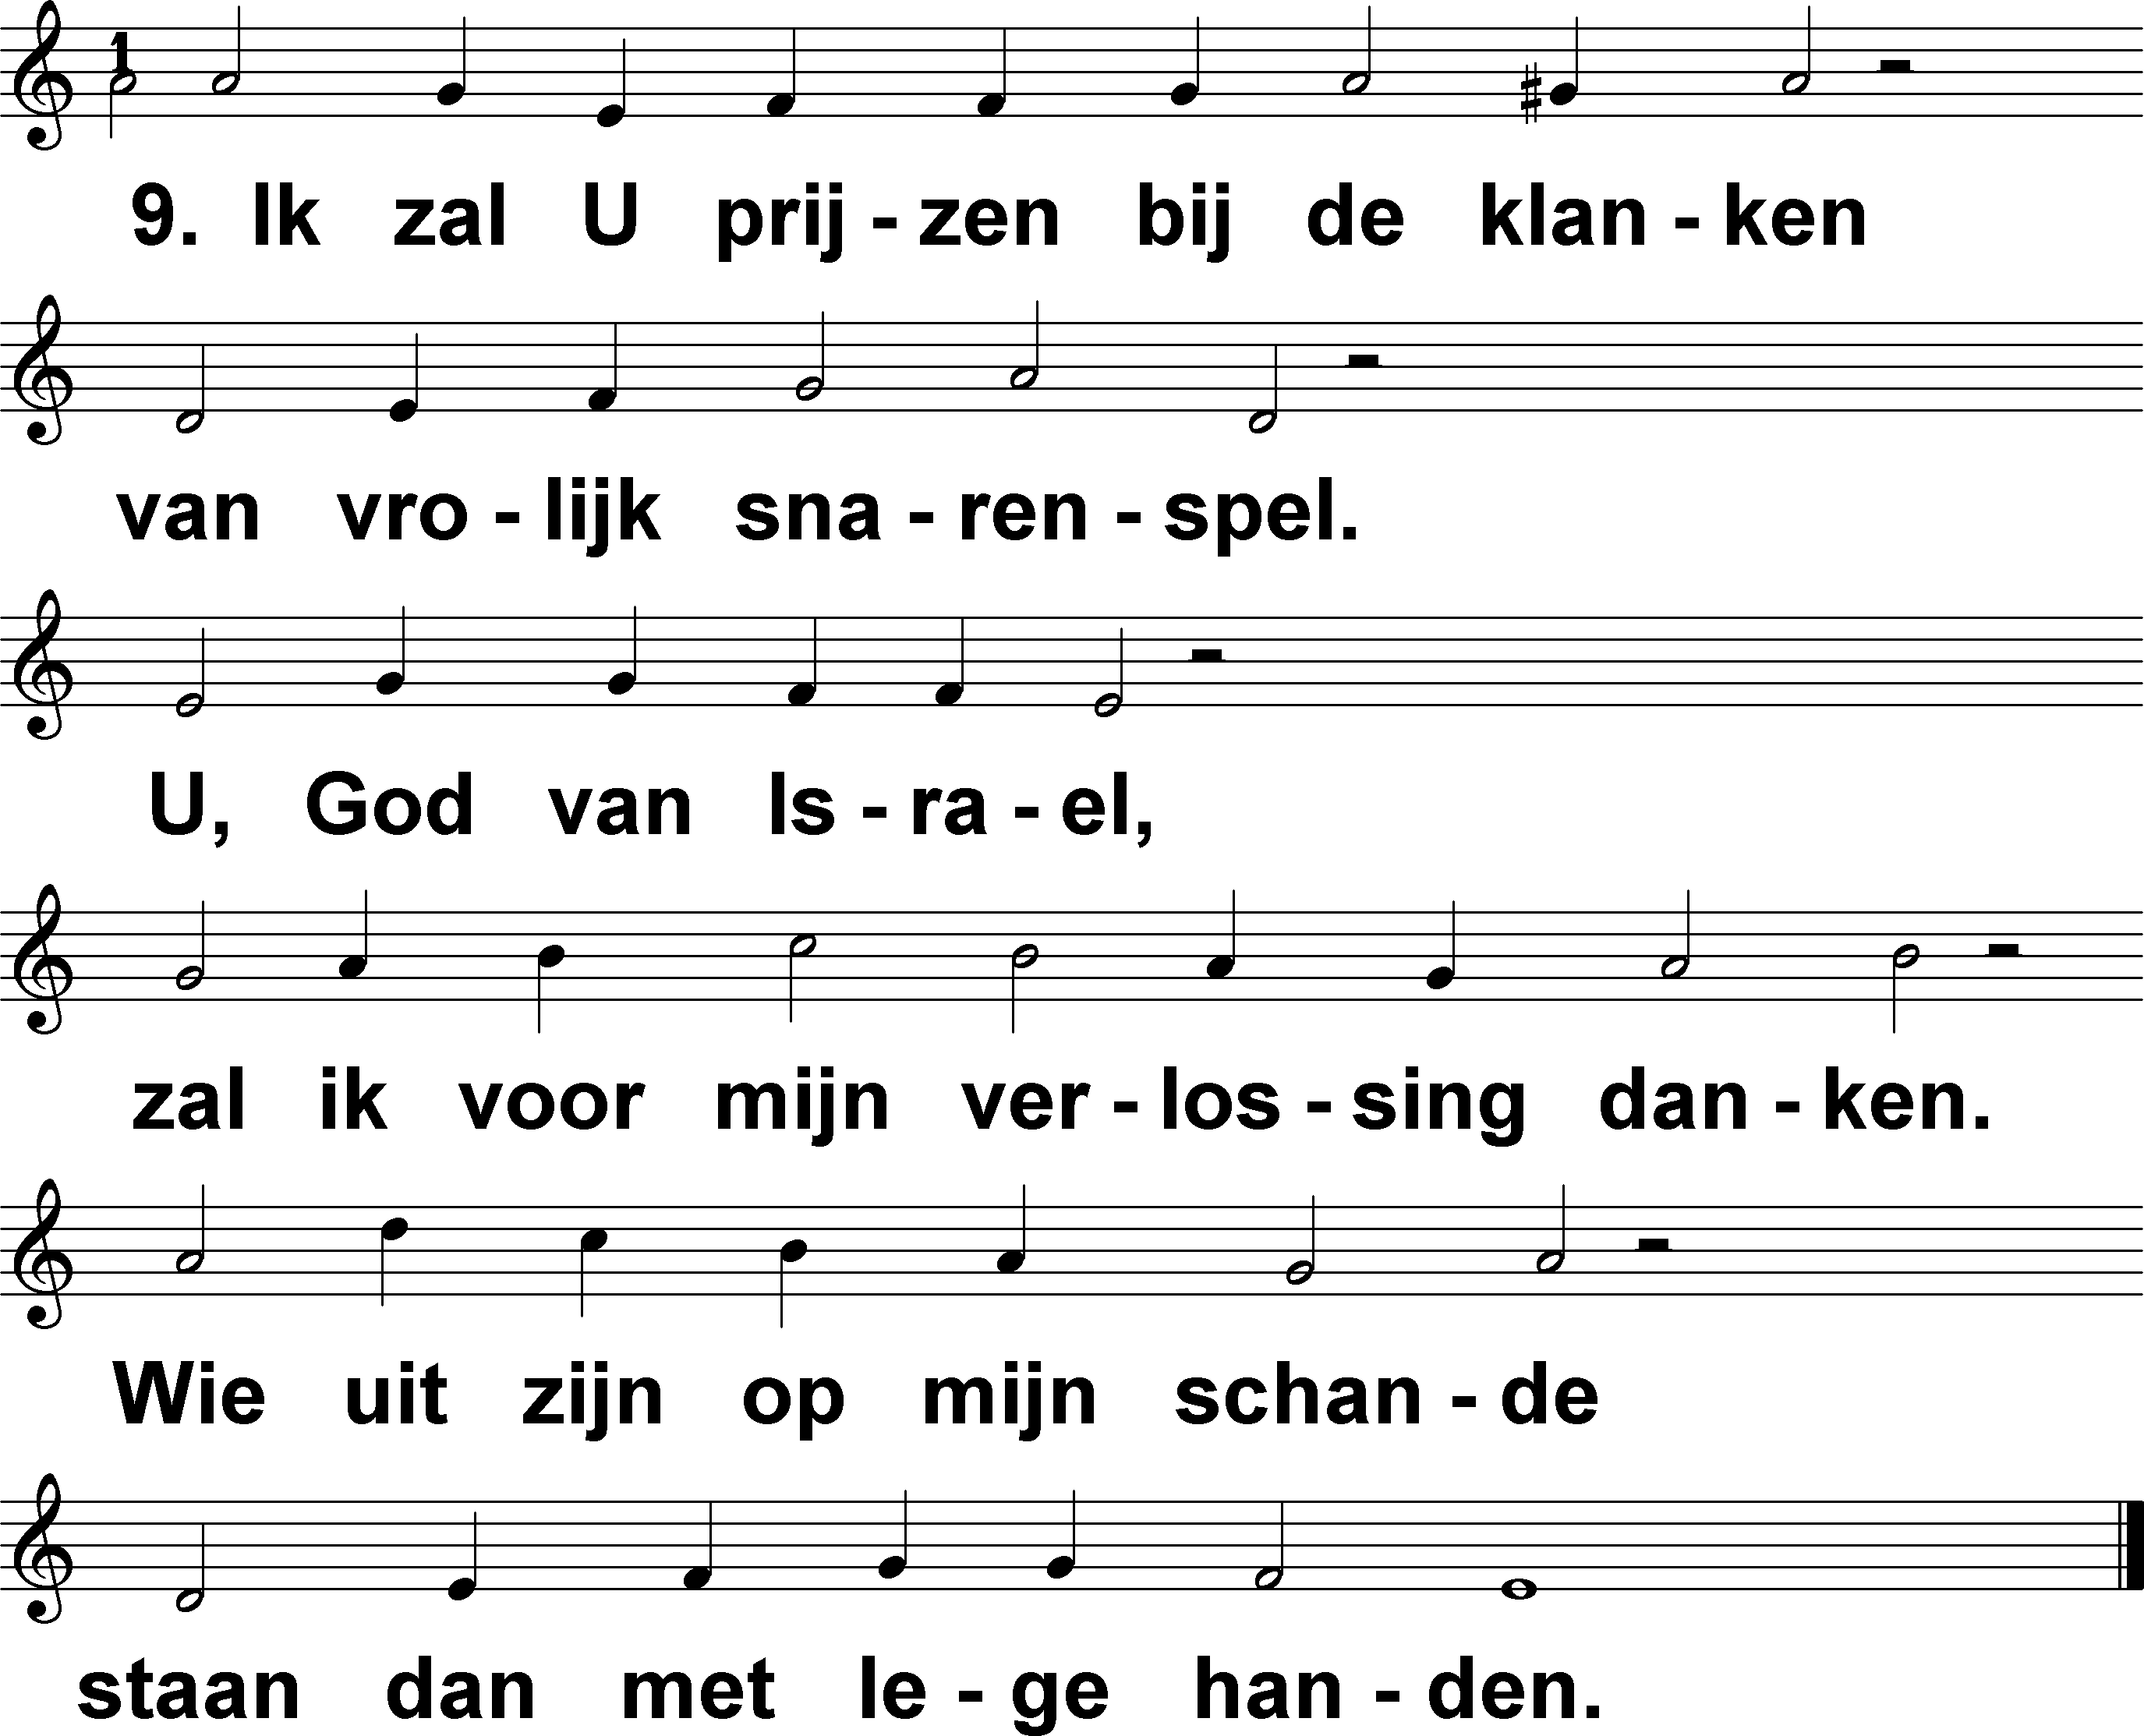 1
9. Ik zal U prij - zen bij de klan - ken
van vro - lijk sna - ren - spel.
U, God van Is - ra - el,
zal ik voor mijn ver - los - sing dan - ken.
Wie uit zijn op mijn schan - de
staan dan met le - ge han - den.